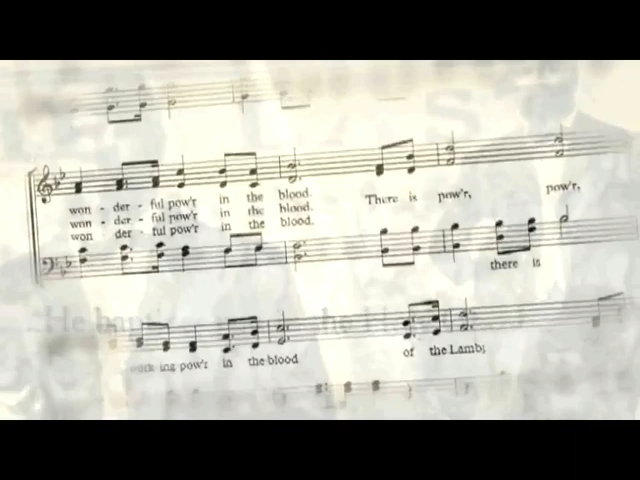 won - der - ful pow'r in the blood. There is pow'r, pow'r,
won - der - ful pow'r in the blood.
won der - ful pow'r in the blood.
there is
He
ing pow'r in the blood of the Lamb;